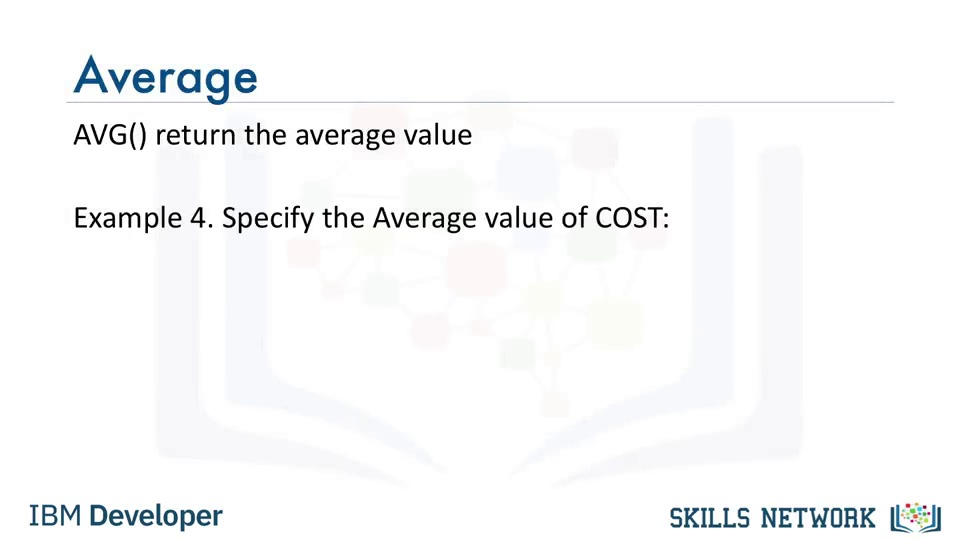 Average
AVG() return the average value
Example 4. Specify the Average value of COST:
IBM Developer
SKILLS NETWORK